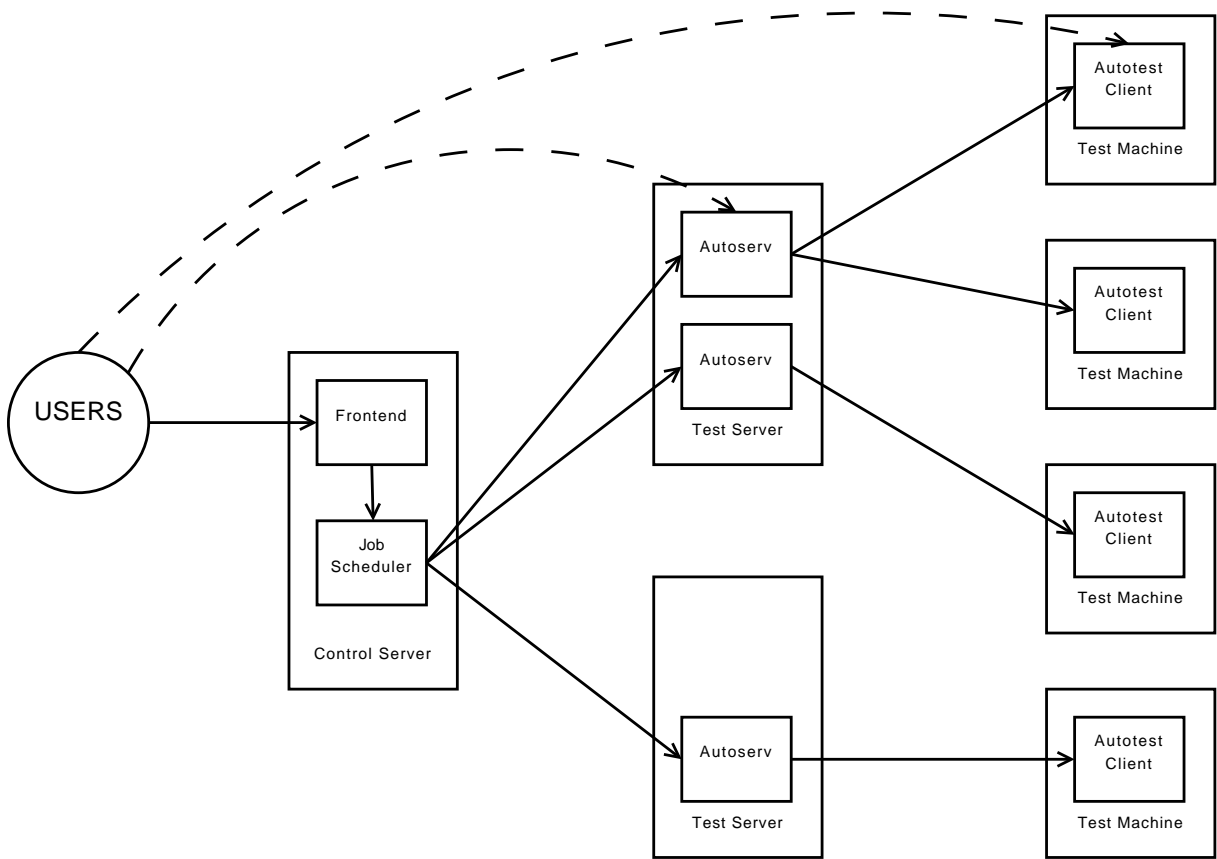 USERS
Frontend
Job
Scheduler
Control Server
Autoserv
Autoserv
Test Server
Autoserv
Test Server
Autotest
Client
Test Machine
Autotest
Client
Test Machine
Autotest
Client
Test Machine
Autotest
Client
Test Machine